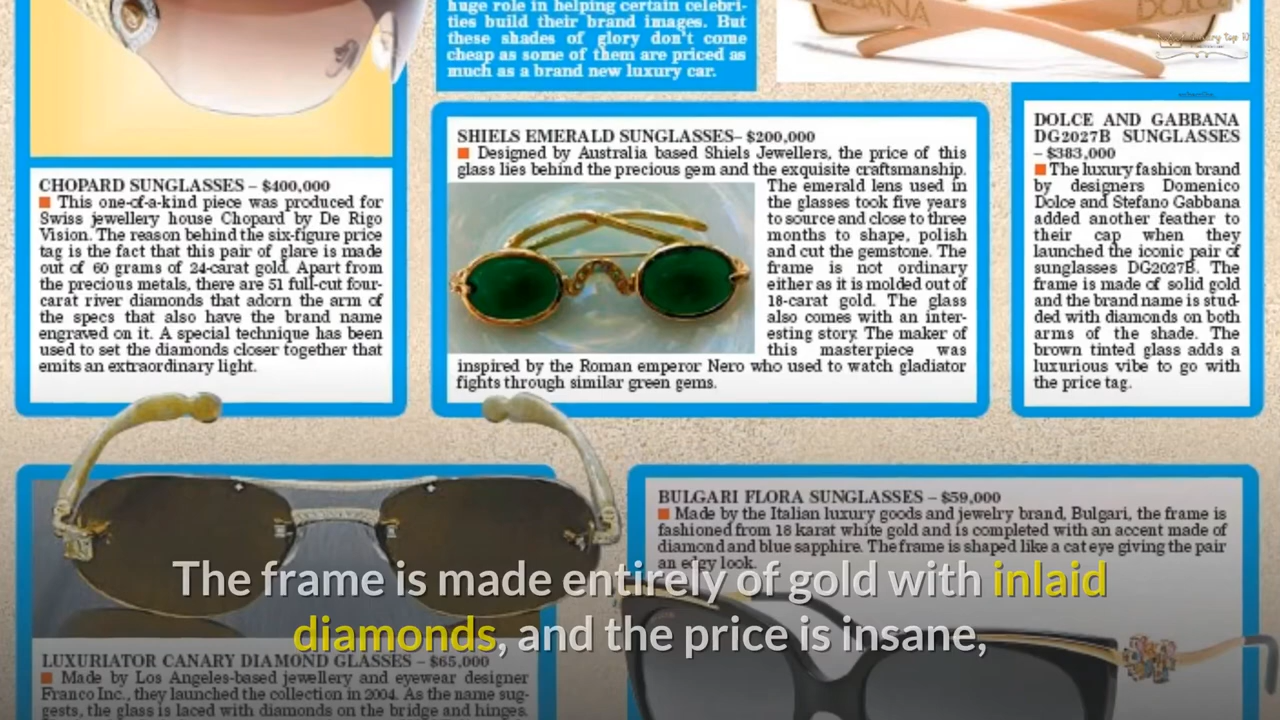 huge role in helping certain celebri-
ties build their brand images. But
these shades of glory don't come
cheap as some of them are priced as
much as a brand new luxury car.
BANA
DOLCE
CHOPARD SUNGLASSES – $400,000
■ This one-of-a-kind piece was produced for
Swiss jewellery house Chopard by De Rigo
Vision. The reason behind the six-figure price
tag is the fact that this pair of glare is made
out of 60 grams of 24-carat gold. Apart from
the precious metals, there are 51 full-cut four-
carat river diamonds that adorn the arm of
the specs that also have the brand name
engraved on it. A special technique has been
used to set the diamonds closer together that
emits an extraordinary light.
SHIELS EMERALD SUNGLASSES– $200,000
■ Designed by Australia based Shiels Jewellers, the price of this
glass lies behind the precious gem and the exquisite craftsmanship.
The emerald lens used in
the glasses took five years
to source and close to three
months to shape, polish
and cut the gemstone. The
frame is not ordinary
either as it is molded out of
18-carat gold. The glass
also comes with an inter-
esting story. The maker of
this masterpiece was
inspired by the Roman emperor Nero who used to watch gladiator
fights through similar green gems.
DOLCE AND GABBANA
DG2027B SUNGLASSES
– $383,000
■ The luxury fashion brand
by designers Domenico
Dolce and Stefano Gabbana
added another feather to
their cap when they
launched the iconic pair of
sunglasses DG2027B. The
frame is made of solid gold
and the brand name is stud-
ded with diamonds on both
arms of the shade. The
brown tinted glass adds a
luxurious vibe to go with
the price tag.
BULGARI FLORA SUNGLASSES – $59,000
■ Made by the Italian luxury goods and jewelry brand, Bulgari, the frame is
fashioned from 18 karat white gold and is completed with an accent made of
diamond and blue sapphire. The frame is shaped like a cat eye giving the pair
an edgy look.
The frame is made entirely of gold with inlaid
diamonds, and the price is insane,
LUXURIATOR CANARY DIAMOND GLASSES – $65,000
■ Made by Los Angeles-based jewellery and eyewear designer
Franco Inc., they launched the collection in 2004. As the name sug-
gests, the glass is laced with diamonds on the bridge and hinges.